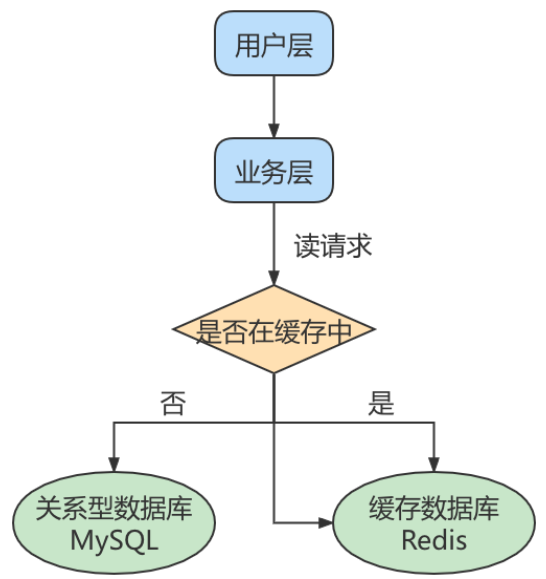 用户层
业务层
读请求
是否在缓存中
否
是
关系型数据库
MySQL
缓存数据库
Redis